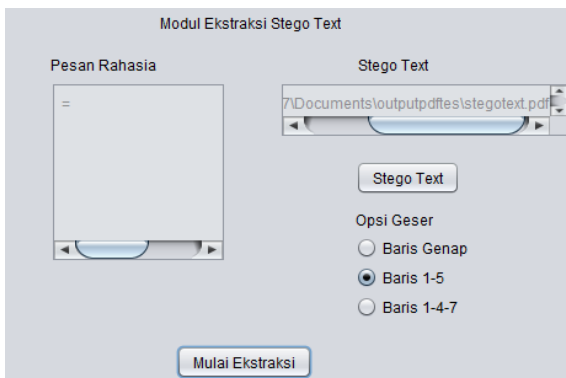 Modul Ekstraksi Stego Text
Pesan Rahasia
Stego Text
=
7\Documents\outputpdftes\stegotext.pdf
Stego Text
Opsi Geser
Baris Genap
Baris 1-5
Baris 1-4-7
Mulai Ekstraksi